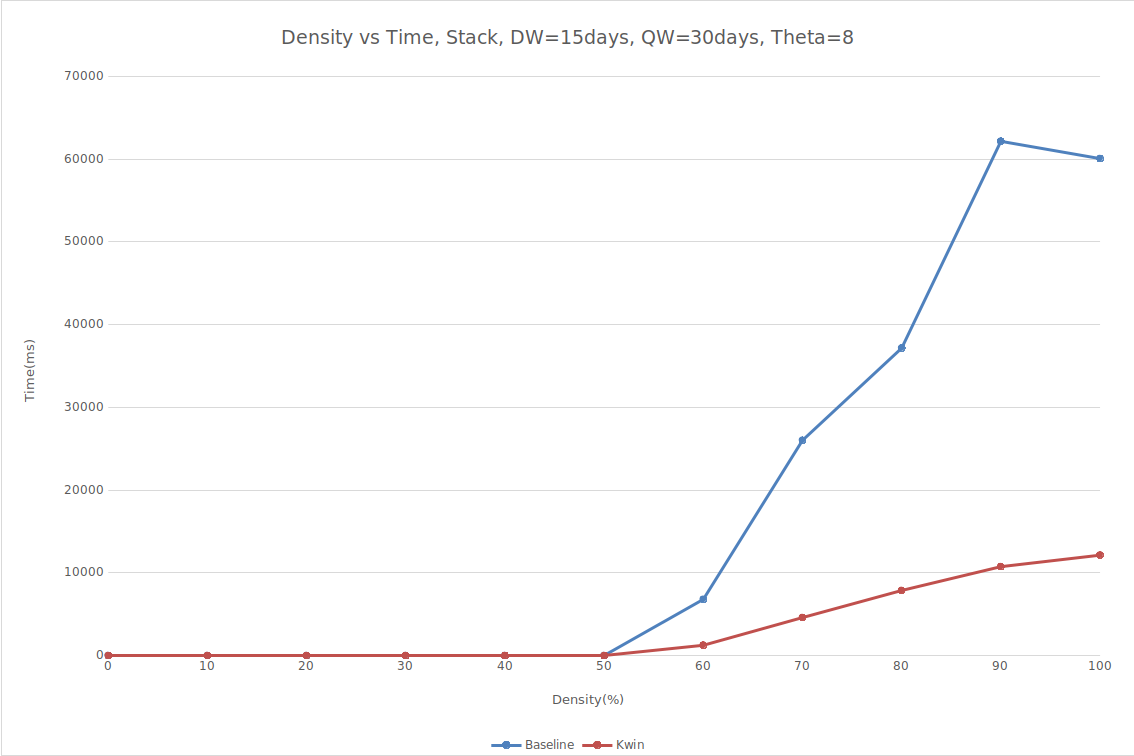 Density vs Time, Stack, DW=15days, QW=30days, Theta=8
70000
60000
50000
40000
30000
20000
10000
0
Time(ms)
0 10 20 30 40 50 60 70 80 90 100
Density(%)
Baseline Kwin